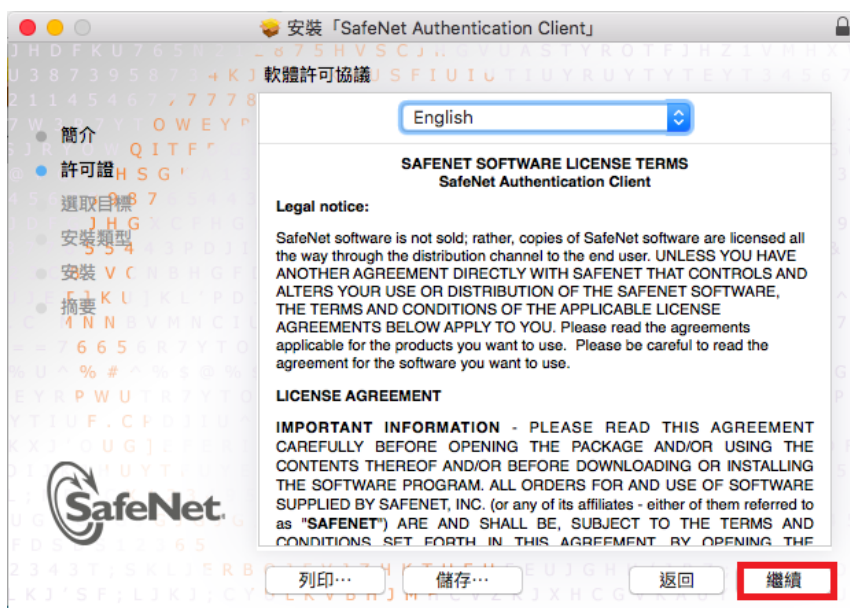 安裝「SafeNet Authentication Client」
軟體許可協議
簡介
許可證
選取目標
安裝類型
安裝
摘要
English
SAFENET SOFTWARE LICENSE TERMS
SafeNet Authentication Client
Legal notice:
SafeNet software is not sold; rather, copies of SafeNet software are licensed all
the way through the distribution channel to the end user. UNLESS YOU HAVE
ANOTHER AGREEMENT DIRECTLY WITH SAFENET THAT CONTROLS AND
ALTERS YOUR USE OR DISTRIBUTION OF THE SAFENET SOFTWARE,
THE TERMS AND CONDITIONS OF THE APPLICABLE LICENSE
AGREEMENTS BELOW APPLY TO YOU. Please read the agreements
applicable for the products you want to use. Please be careful to read the
agreement for the software you want to use.
LICENSE AGREEMENT
IMPORTANT INFORMATION - PLEASE READ THIS AGREEMENT
CAREFULLY BEFORE OPENING THE PACKAGE AND/OR USING THE
CONTENTS THEREOF AND/OR BEFORE DOWNLOADING OR INSTALLING
THE SOFTWARE PROGRAM. ALL ORDERS FOR AND USE OF SOFTWARE
SUPPLIED BY SAFENET, INC. (or any of its affiliates - either of them referred to
as "SAFENET") ARE AND SHALL BE, SUBJECT TO THE TERMS AND
CONDITIONS SET FORTH IN THIS AGREEMENT. BY OPENING THE
SafeNet.
列印…
儲存…
返回
繼續